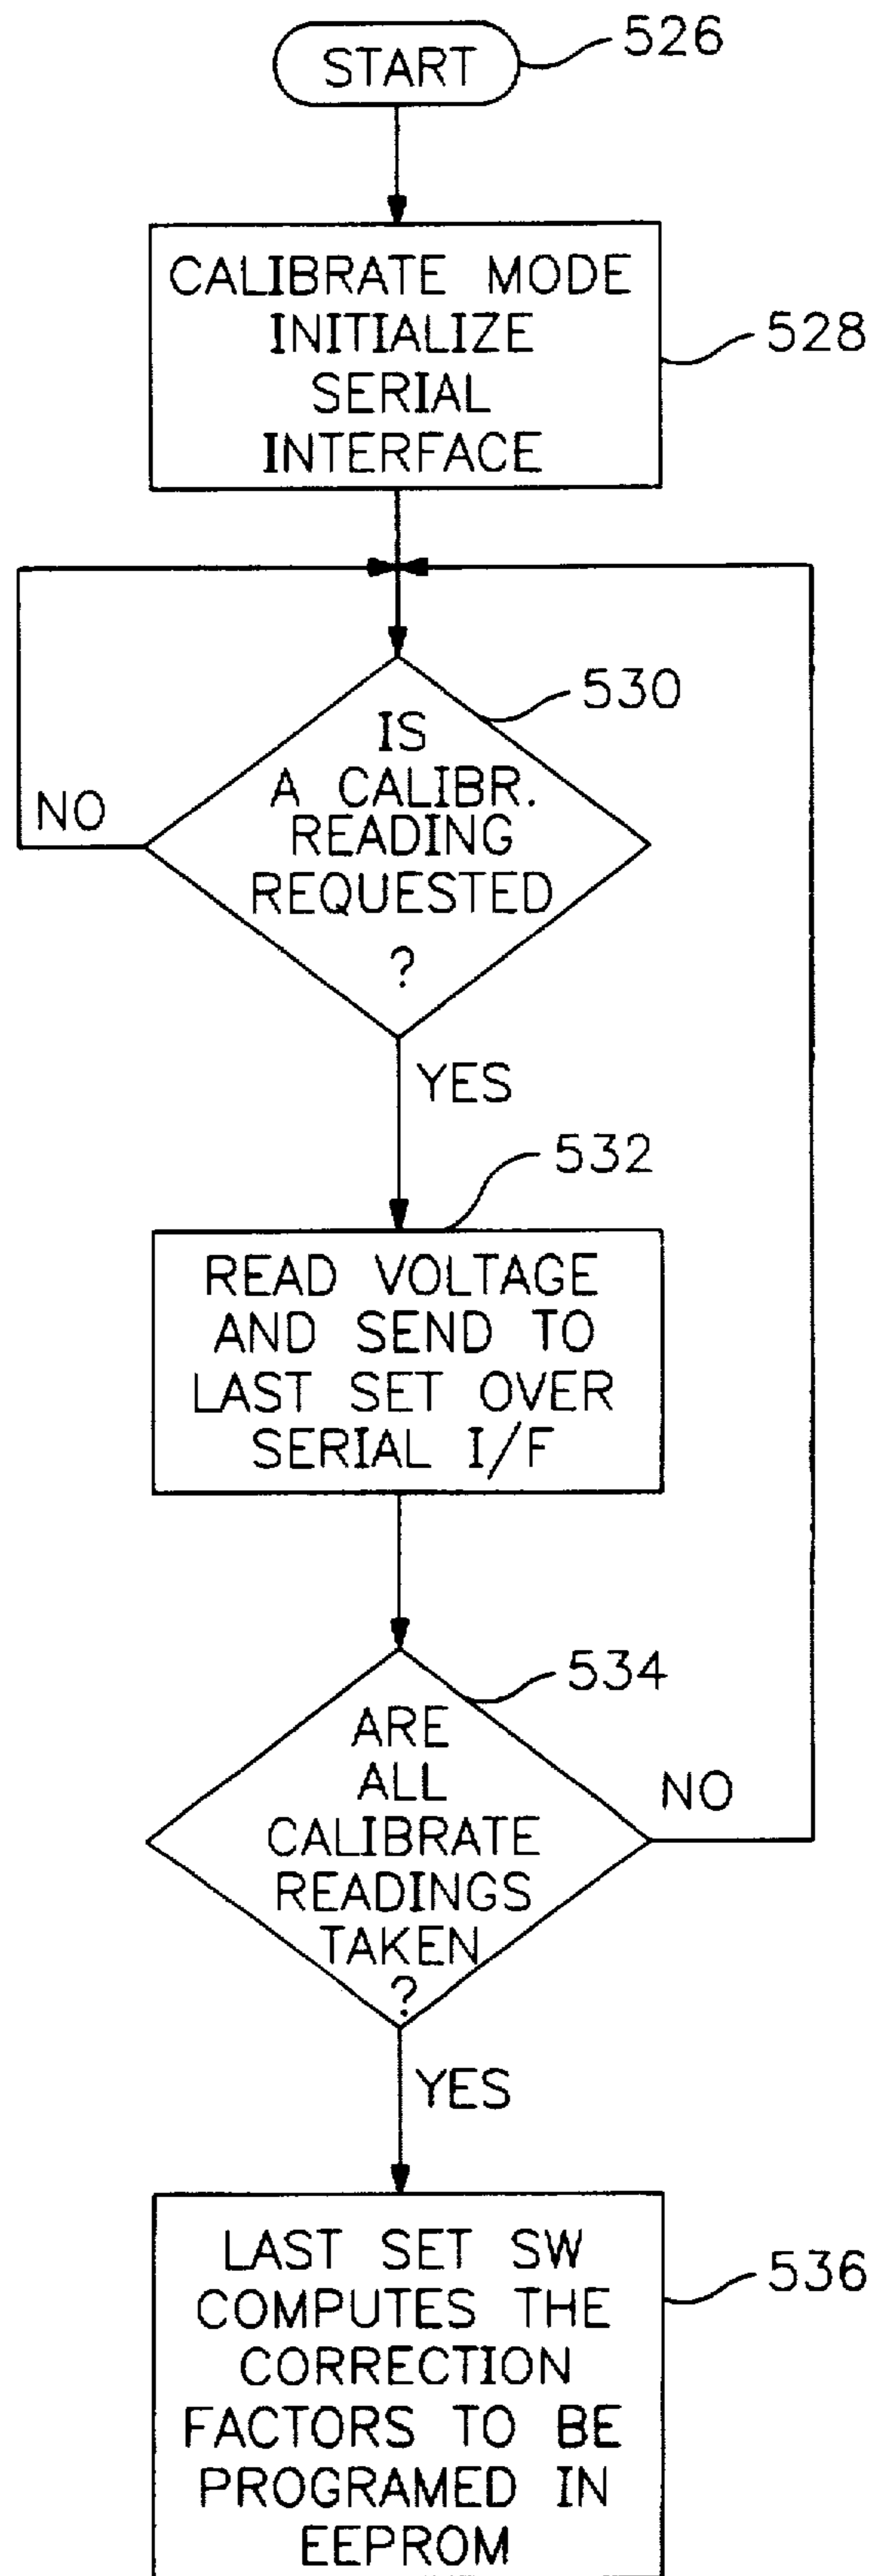 START
526
CALIBRATE MODE
INITIALIZE
SERIAL
INTERFACE
528
530
IS
A CALIBR.
READING
REQUESTED
?
NO
YES
532
READ VOLTAGE
AND SEND TO
LAST SET OVER
SERIAL I/F
534
ARE
ALL
CALIBRATE
READINGS
TAKEN
?
NO
YES
LAST SET SW
COMPUTES THE
CORRECTION
FACTORS TO BE
PROGRAMED IN
EEPROM
536